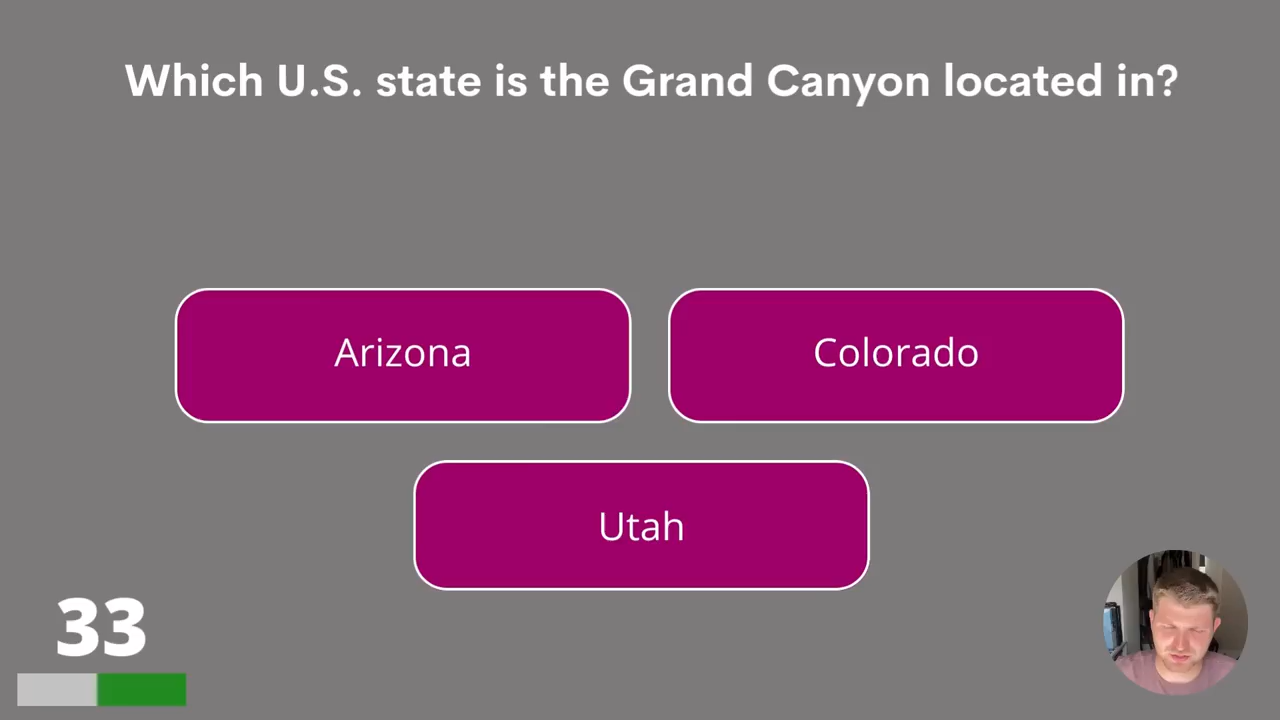 Which U.S. state is the Grand Canyon located in?
Arizona
Colorado
Utah
33